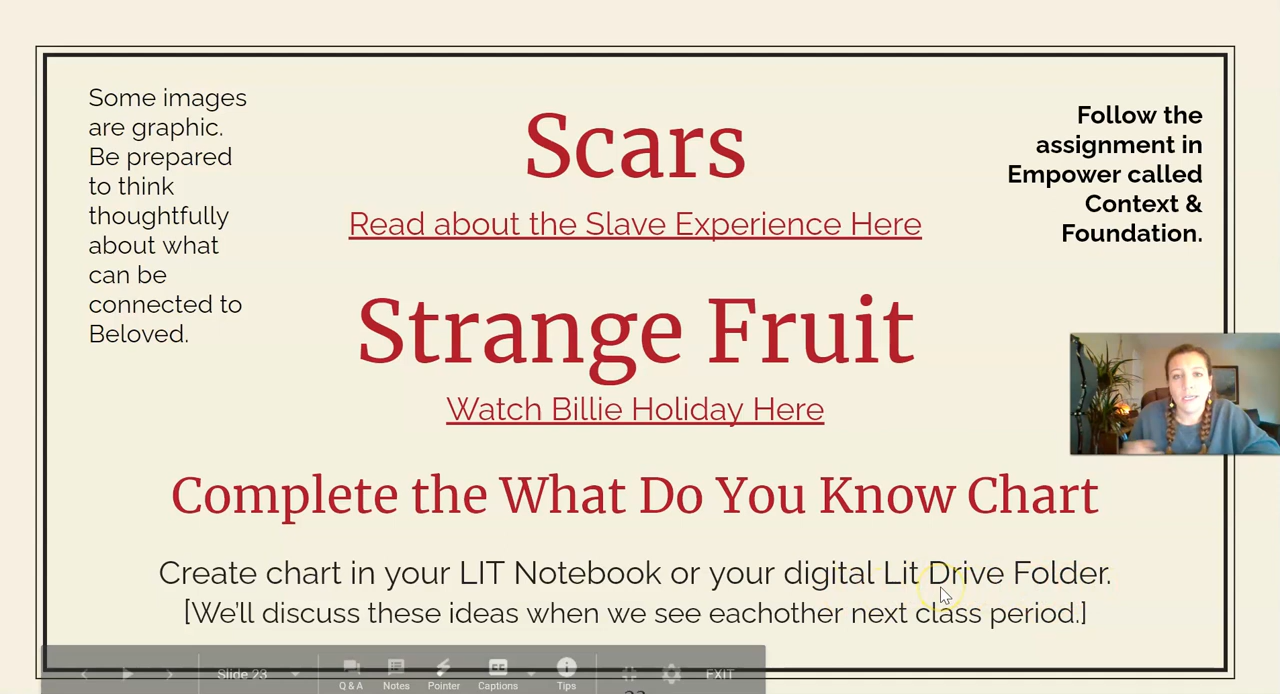 Some images
are graphic.
Be prepared
to think
thoughtfully
about what
can be
connected to
Beloved.
Scars
Read about the Slave Experience Here
Strange Fruit
Watch Billie Holiday Here
Follow the
assignment in
Empower called
Context &
Foundation.
Complete the What Do You Know Chart
Create chart in your LIT Notebook or your digital Lit Drive Folder.
[We'll discuss these ideas when we see eachother next class period.]
Slide 23
Q & A Notes Pointer Captions Tips EXIT